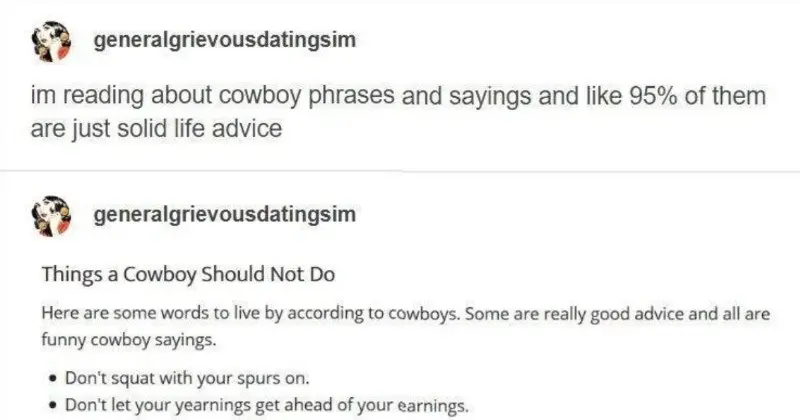 generalgrievousdatingsim
im reading about cowboy phrases and sayings and like 95% of them
are just solid life advice
generalgrievousdatingsim
Things a Cowboy Should Not Do
Here are some words to live by according to cowboys. Some are really good advice and all are
funny cowboy sayings.
• Don't squat with your spurs on.
• Don't let your yearnings get ahead of your earnings.